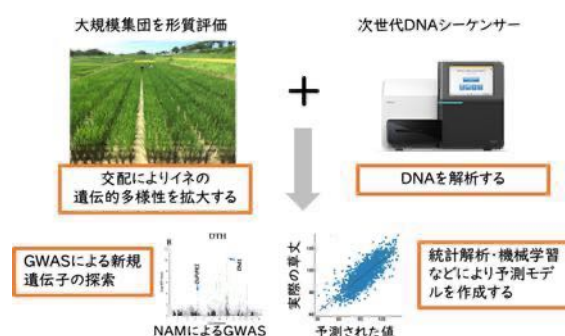 大規模集団を形質評価
次世代DNAシーケンサー
+
交配によりイネの
遺伝的多様性を拡大する
DNAを解析する
GWASによる新規
遺伝子の探索
DTH
NAMによるGWAS
実際の草丈
予測された値
統計解析・機械学習
などにより予測モデ
ルを作成する